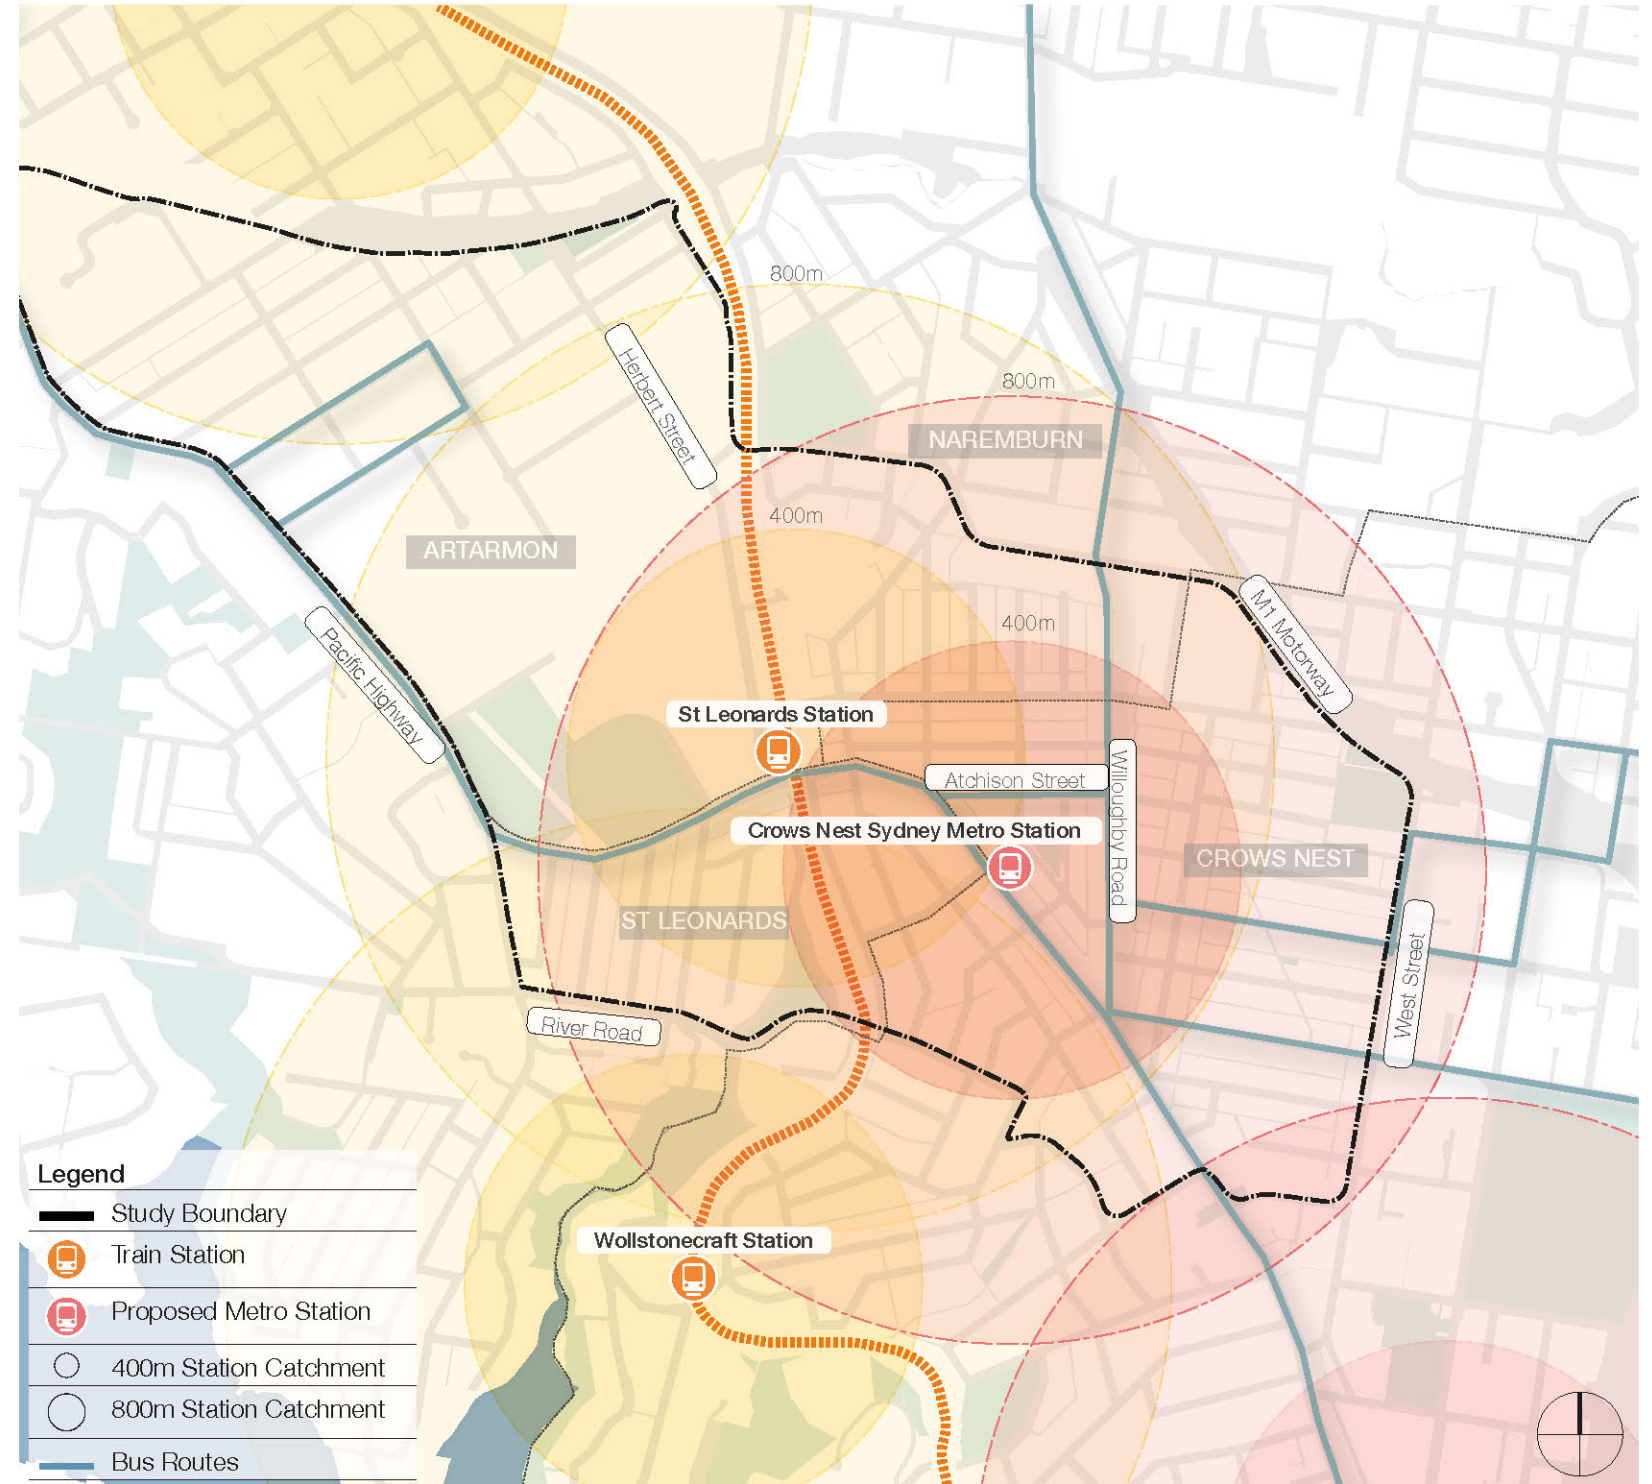 800m
Herbert Street
800m
NAREMBURN
400m
ARTARMON
M1 Motorway
400m
Pacific Highway
St Leonards Station
Atchison Street
Willoughby Road
Crows Nest Sydney Metro Station
CROWS NEST
ST LEONARDS
West Street
River Road
Wollstonecraft Station
Legend
Study Boundary
Train Station
Proposed Metro Station
400m Station Catchment
800m Station Catchment
Bus Routes